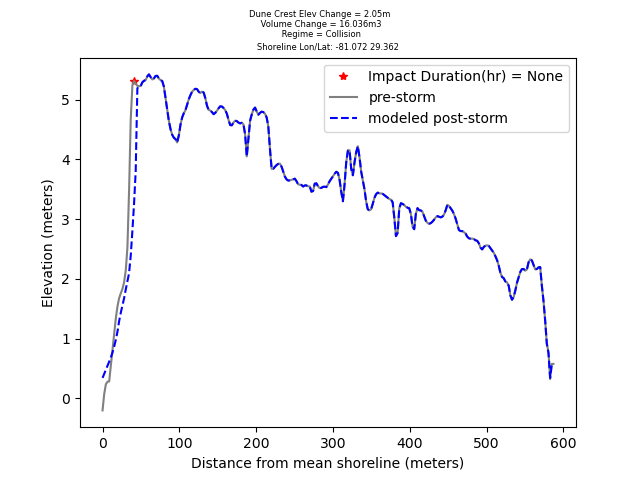 Dune Crest Elev Change = 2.05m
Volume Change = 16.036m3
Regime = Collision
Shoreline Lon/Lat: -81.072 29.362
Impact Duration(hr) = None
pre-storm
modeled post-storm
Elevation (meters)
5
4
3
2
1
0
0 100 200 300 400 500 600
Distance from mean shoreline (meters)